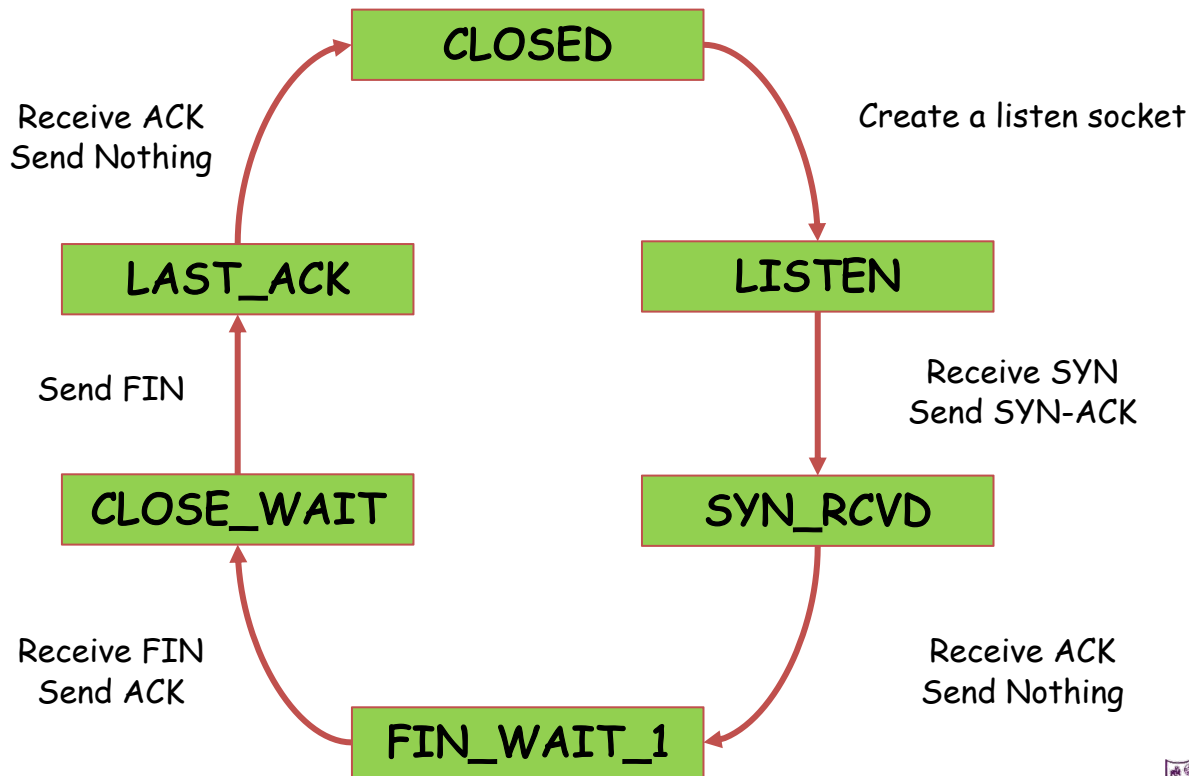 CLOSED
Receive ACK
Send Nothing
Create a listen socket
LAST_ACK
LISTEN
Send FIN
Receive SYN
Send SYN-ACK
CLOSE_WAIT
SYN_RCVD
Receive FIN
Send ACK
Receive ACK
Send Nothing
FIN_WAIT_1